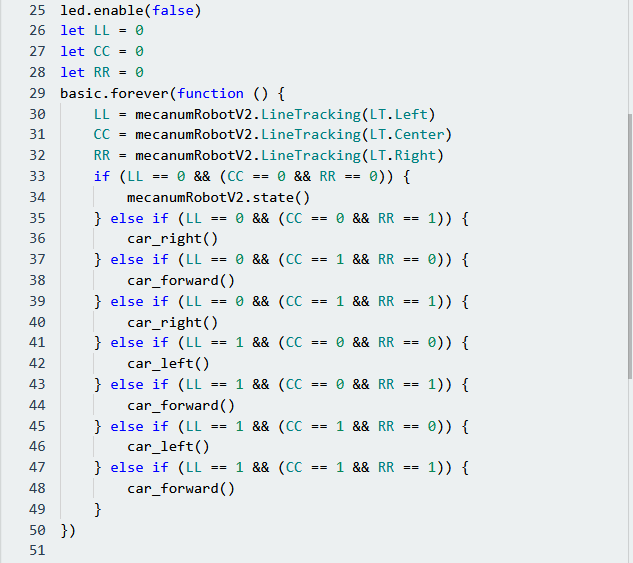 25 led.enable(false)
26 let LL = 0
27 let CC = 0
28 let RR = 0
29 basic.forever(function () {
30     LL = mecanumRobotV2.LineTracking(LT.Left)
31     CC = mecanumRobotV2.LineTracking(LT.Center)
32     RR = mecanumRobotV2.LineTracking(LT.Right)
33     if (LL == 0 && (CC == 0 && RR == 0)) {
34         mecanumRobotV2.state()
35     } else if (LL == 0 && (CC == 0 && RR == 1)) {
36         car_right()
37     } else if (LL == 0 && (CC == 1 && RR == 0)) {
38         car_forward()
39     } else if (LL == 0 && (CC == 1 && RR == 1)) {
40         car_right()
41     } else if (LL == 1 && (CC == 0 && RR == 0)) {
42         car_left()
43     } else if (LL == 1 && (CC == 0 && RR == 1)) {
44         car_forward()
45     } else if (LL == 1 && (CC == 1 && RR == 0)) {
46         car_left()
47     } else if (LL == 1 && (CC == 1 && RR == 1)) {
48         car_forward()
49     }
50 })
51